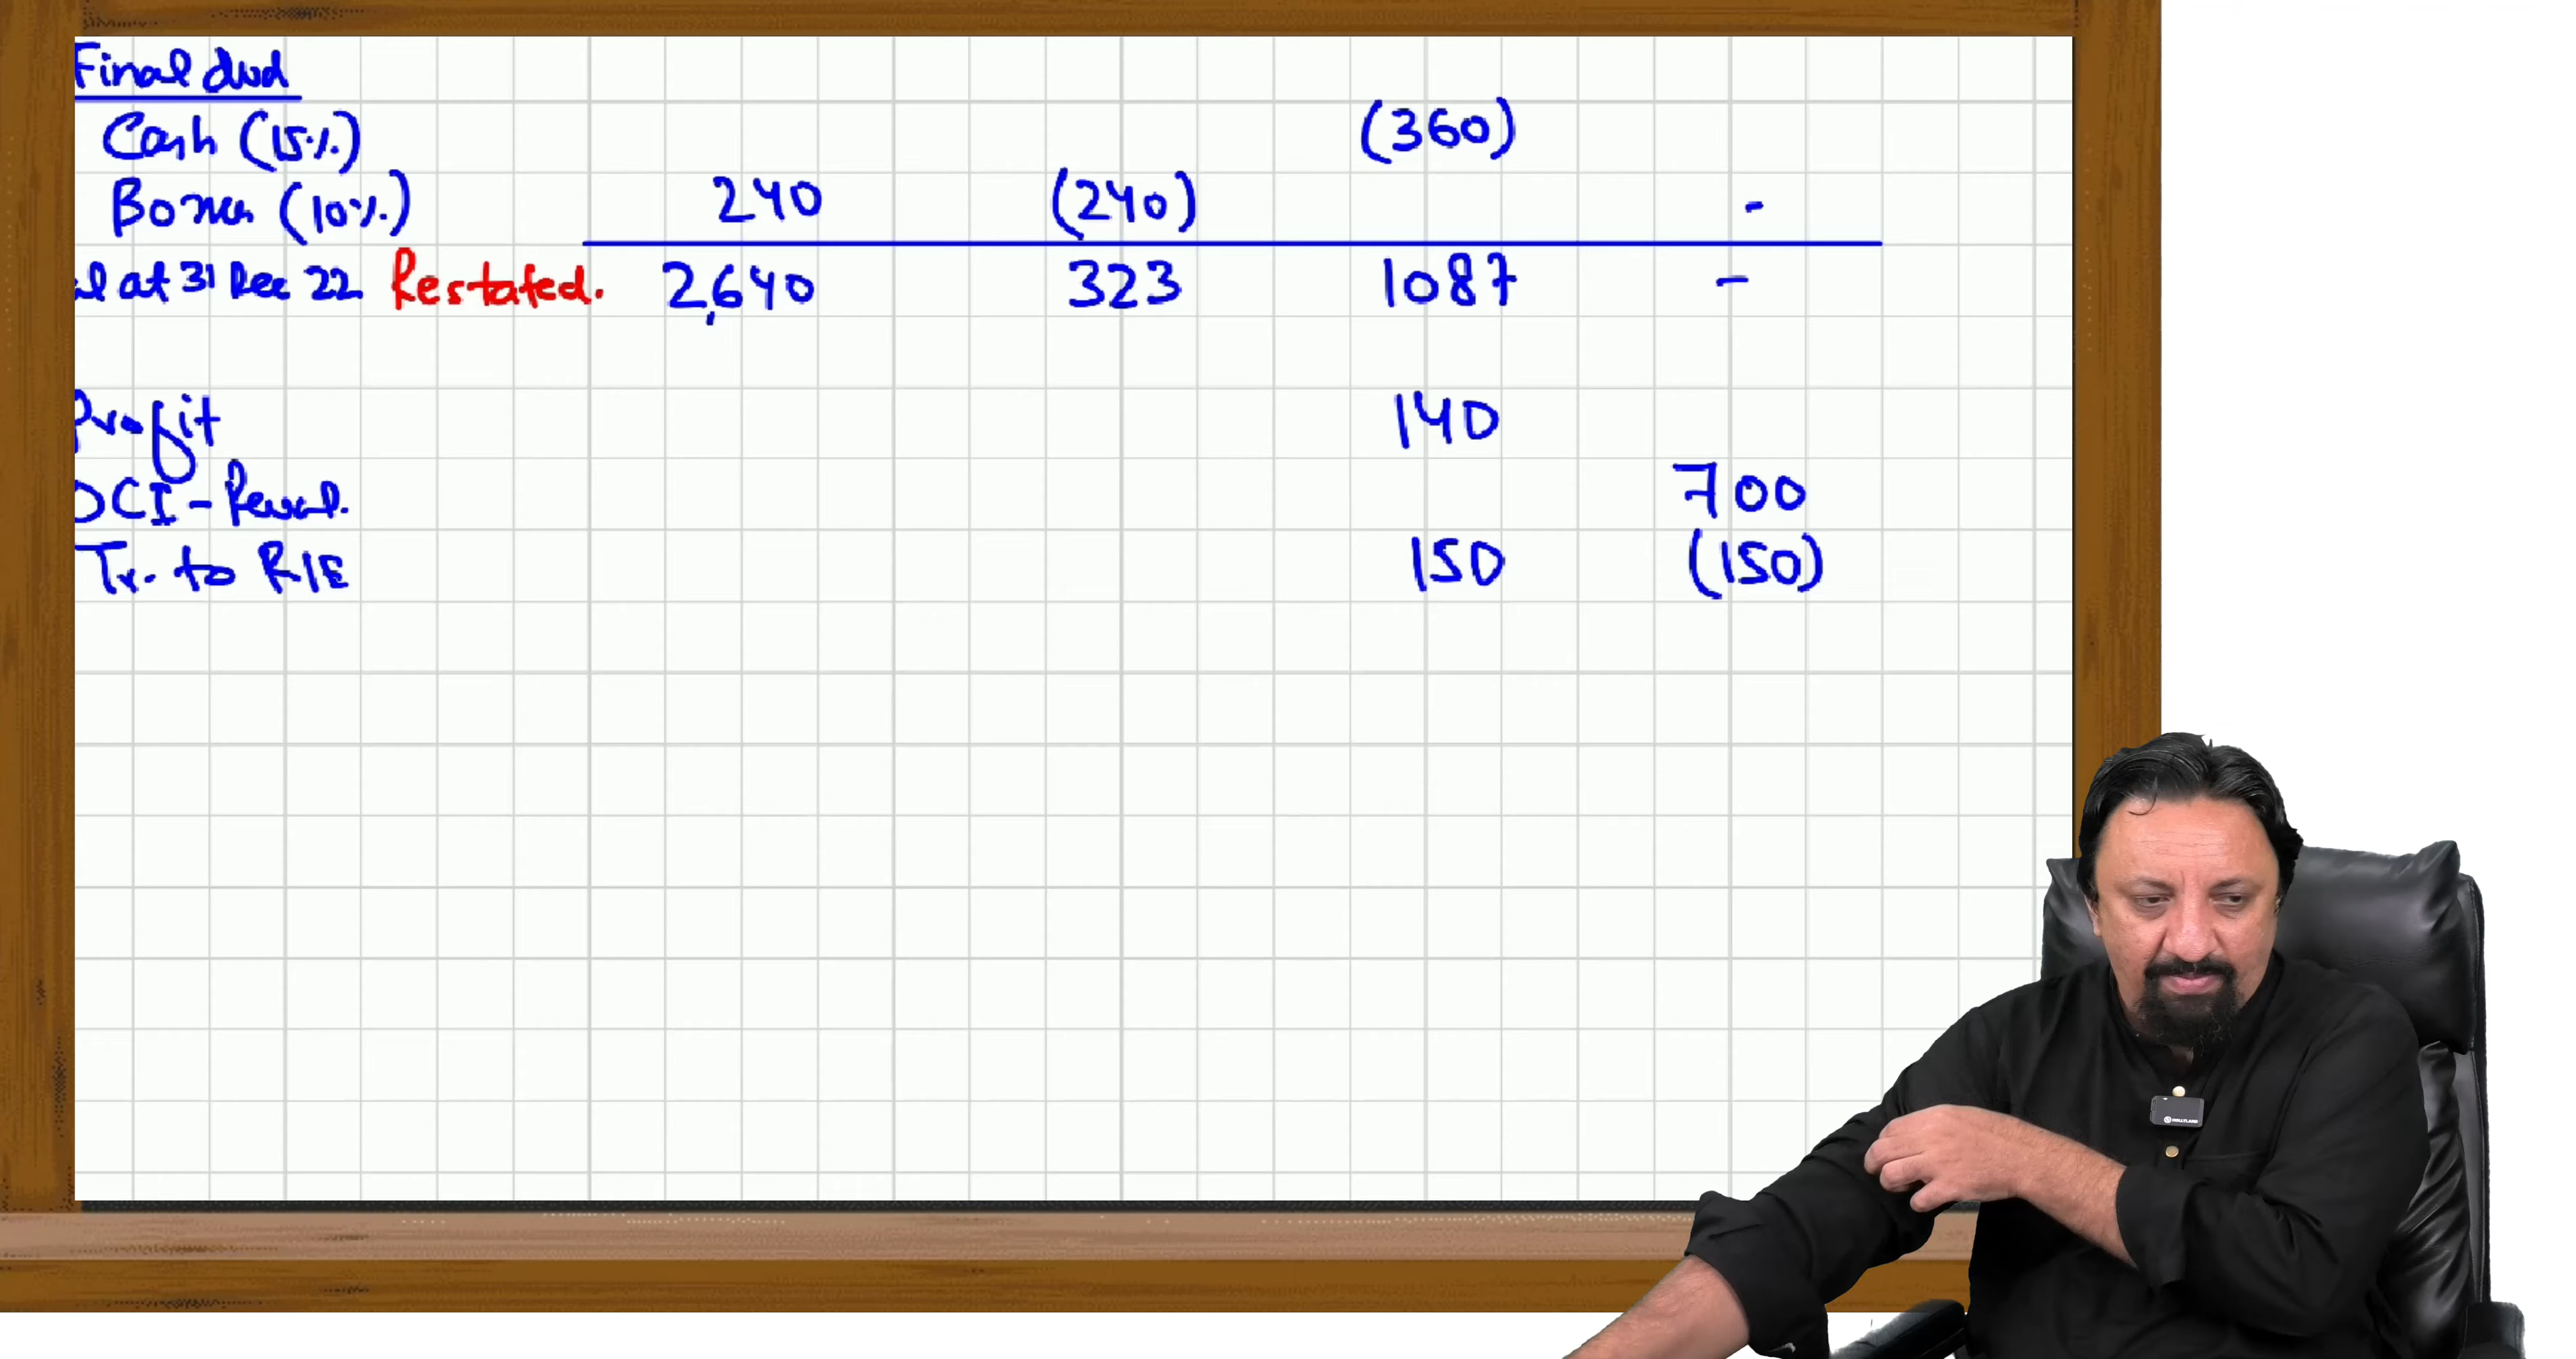 Final dvd
Cash (15%) (360)
Bonus (10%) 240 (240) -
at 31 Dec 22 Restated. 2,640 323 1087 -
Profit 140
OCI - Reval. 700
Tr. to R/E 150 (150)
HOLLYLAND